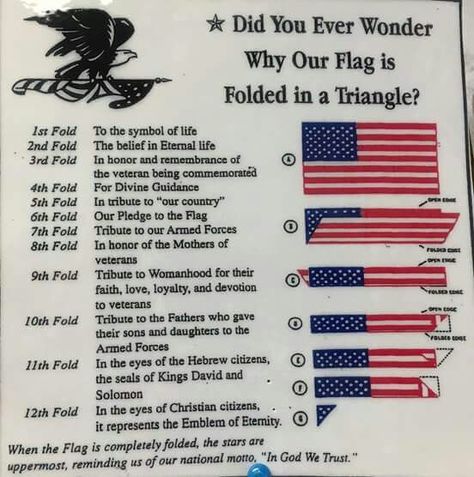 ☆ Did You Ever Wonder
Why Our Flag is
Folded in a Triangle?
1st Fold To the symbol of life
2nd Fold The belief in Eternal life
3rd Fold In honor and remembrance of
the veteran being commemorated
4th Fold For Divine Guidance
5th Fold In tribute to "our country"
6th Fold Our Pledge to the Flag
7th Fold Tribute to our Armed Forces
8th Fold In honor of the Mothers of
veterans
9th Fold Tribute to Womanhood for their
faith, love, loyalty, and devotion
to veterans
10th Fold Tribute to the Fathers who gave
their sons and daughters to the
Armed Forces
11th Fold In the eyes of the Hebrew citizens,
the seals of Kings David and
Solomon
12th Fold In the eyes of Christian citizens,
it represents the Emblem of Eternity.
A
OPEN EDGE
B
FOLDED EDGE
OPEN EDGE
C
FOLDED EDGE
OPEN EDGE
D
FOLDED EDGE
E
F
G
When the Flag is completely folded, the stars are
uppermost, reminding us of our national motto, "In God We Trust."